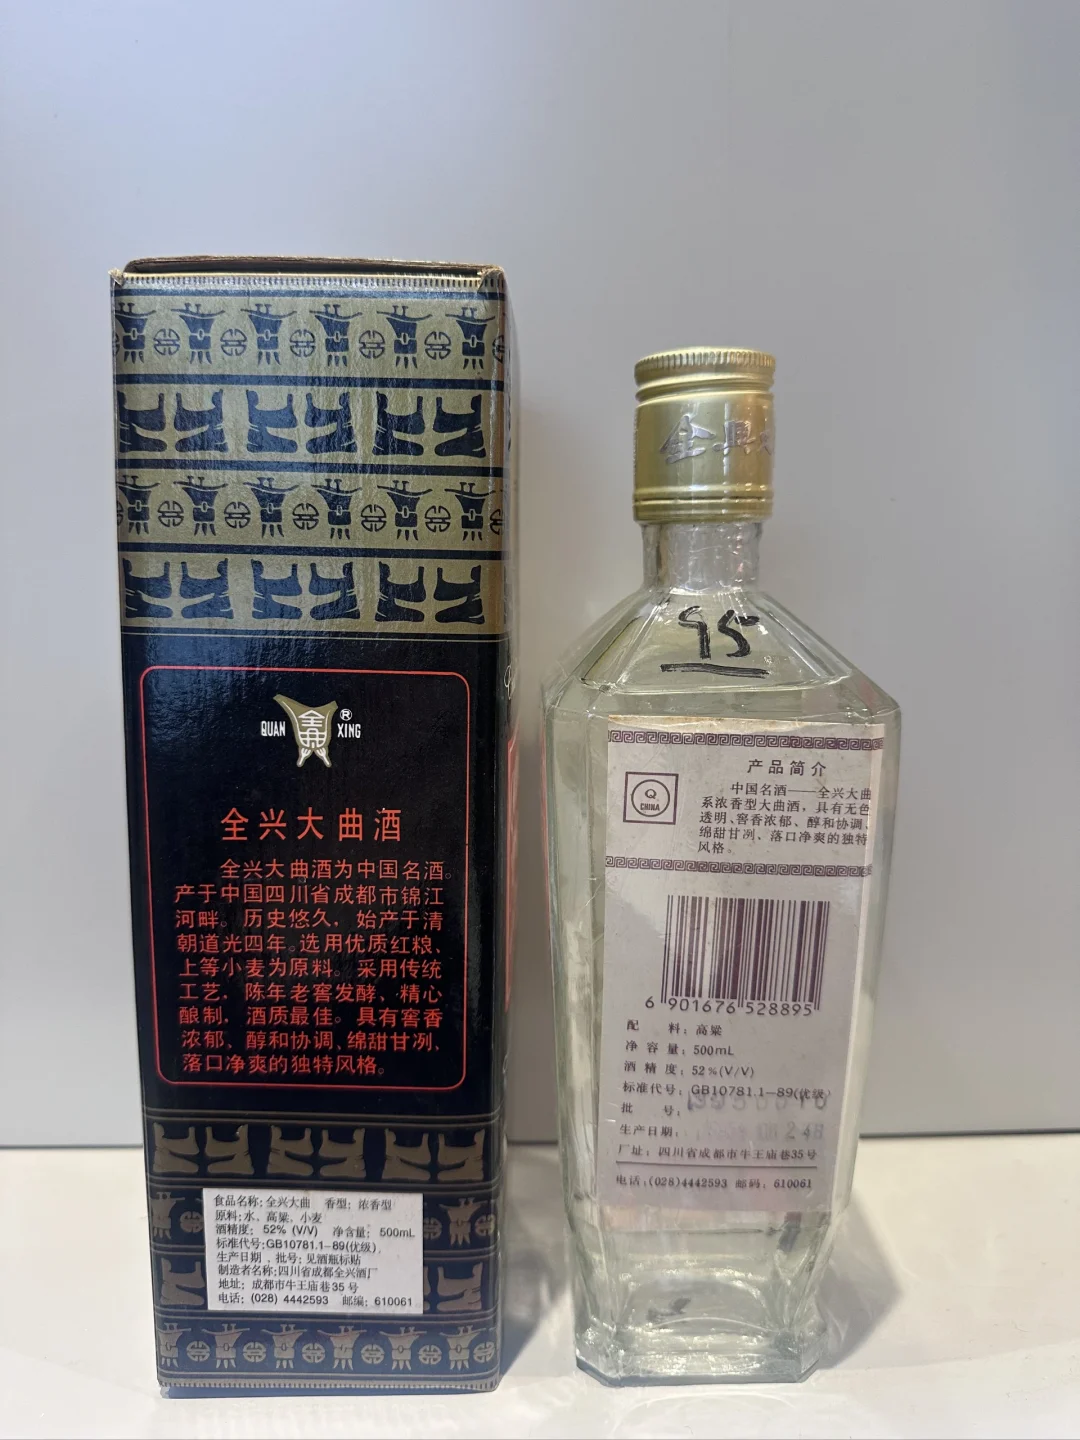 QUAN 全兴 ® XING
全兴大曲酒
全兴大曲酒为中国名酒。
产于中国四川省成都市锦江
河畔。历史悠久，始产于清
朝道光四年。选用优质红粮、
上等小麦为原料。采用传统
工艺，陈年老窖发酵、精心
酿制，酒质最佳。具有窖香
浓郁、醇和协调、绵甜甘冽、
落口净爽的独特风格。
食品名称:全兴大曲 香型: 浓香型
原料:水、高粱、小麦
酒精度: 52% (V/V) 净含量: 500mL
标准代号:GB10781.1-89(优级)
生产日期、批号:见酒瓶标贴
制造者名称:四川省成都全兴酒厂
地址: 成都市牛王庙巷35号
电话: (028) 4442593 邮编: 610061
全興
95
产品简介
Q
CHINA
中国名酒——全兴大曲
系浓香型大曲酒，具有无色
透明、窖香浓郁、醇和协调、
绵甜甘冽、落口净爽的独特
风格。
6 901676 528895
配 料: 高粱
净容量: 500mL
酒精度: 52%(V/V)
标准代号: GB10781.1-89(优级)
批 号:
生产日期:
厂址: 四川省成都市牛王庙巷35号
电话:(028)4442593 邮码: 610061